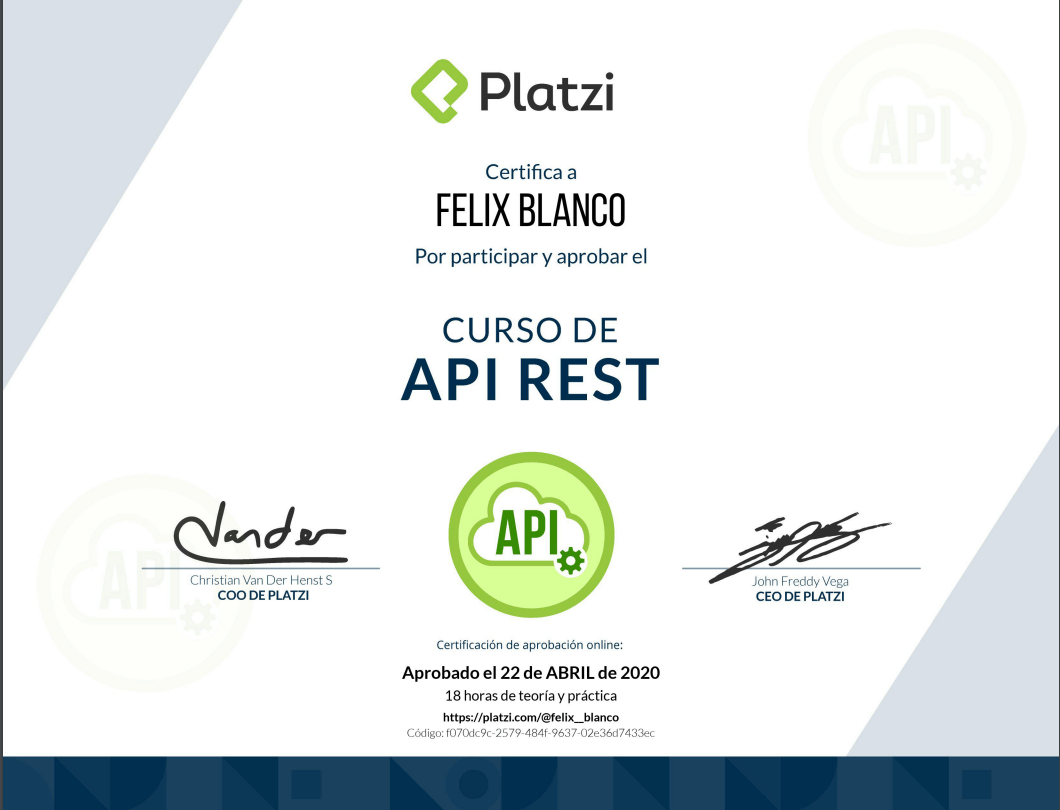 Platzi
API
Certifica a
FELIX BLANCO
Por participar y aprobar el
CURSO DE
API REST
API
API
Vander
Christian Van Der Henst S
COO DE PLATZI
John Freddy Vega
CEO DE PLATZI
Certificación de aprobación online:
Aprobado el 22 de ABRIL de 2020
18 horas de teoría y práctica
https://platzi.com/@felix__blanco
Código: f070dc9c-2579-484f-9637-02e36d7433ec